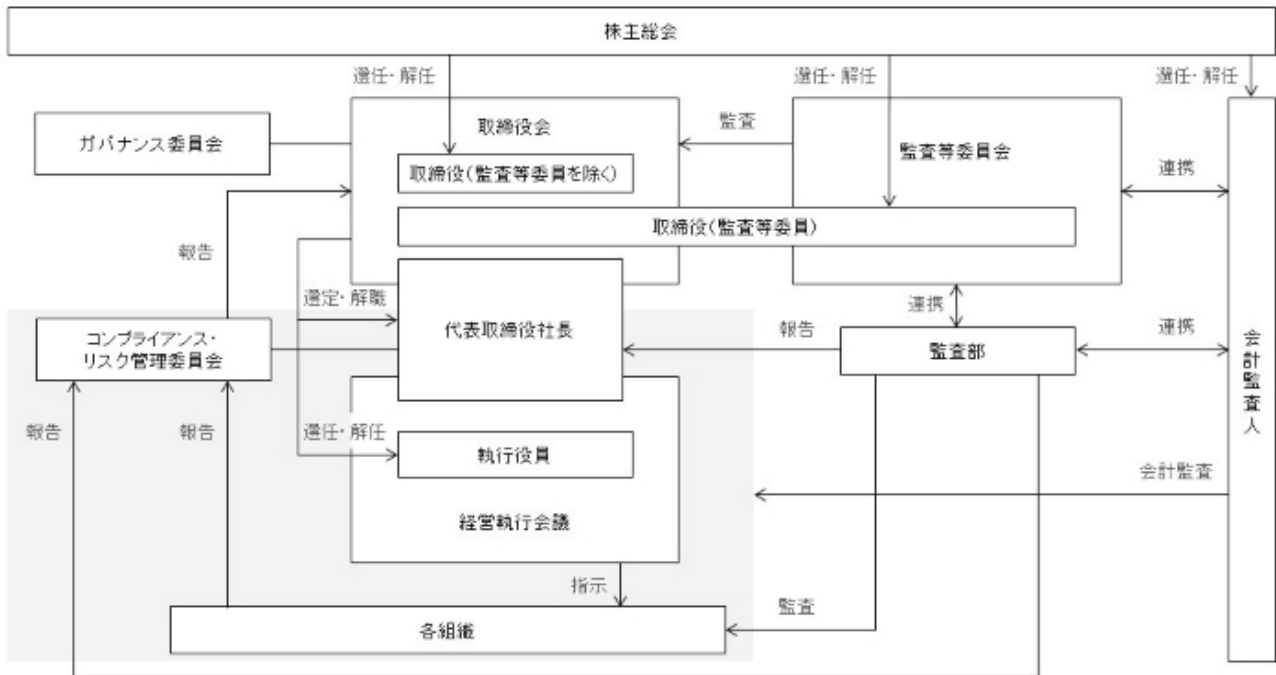 株主総会
選任・解任
選任・解任
選任・解任
ガバナンス委員会
取締役会
監査
監査等委員会
取締役(監査等委員を除く)
連携
取締役(監査等委員)
報告
選定・解職
代表取締役社長
連携
コンプライアンス・
リスク管理委員会
報告
監査部
連携
会計監査人
報告
報告
選任・解任
執行役員
会計監査
経営執行会議
指示
監査
各組織